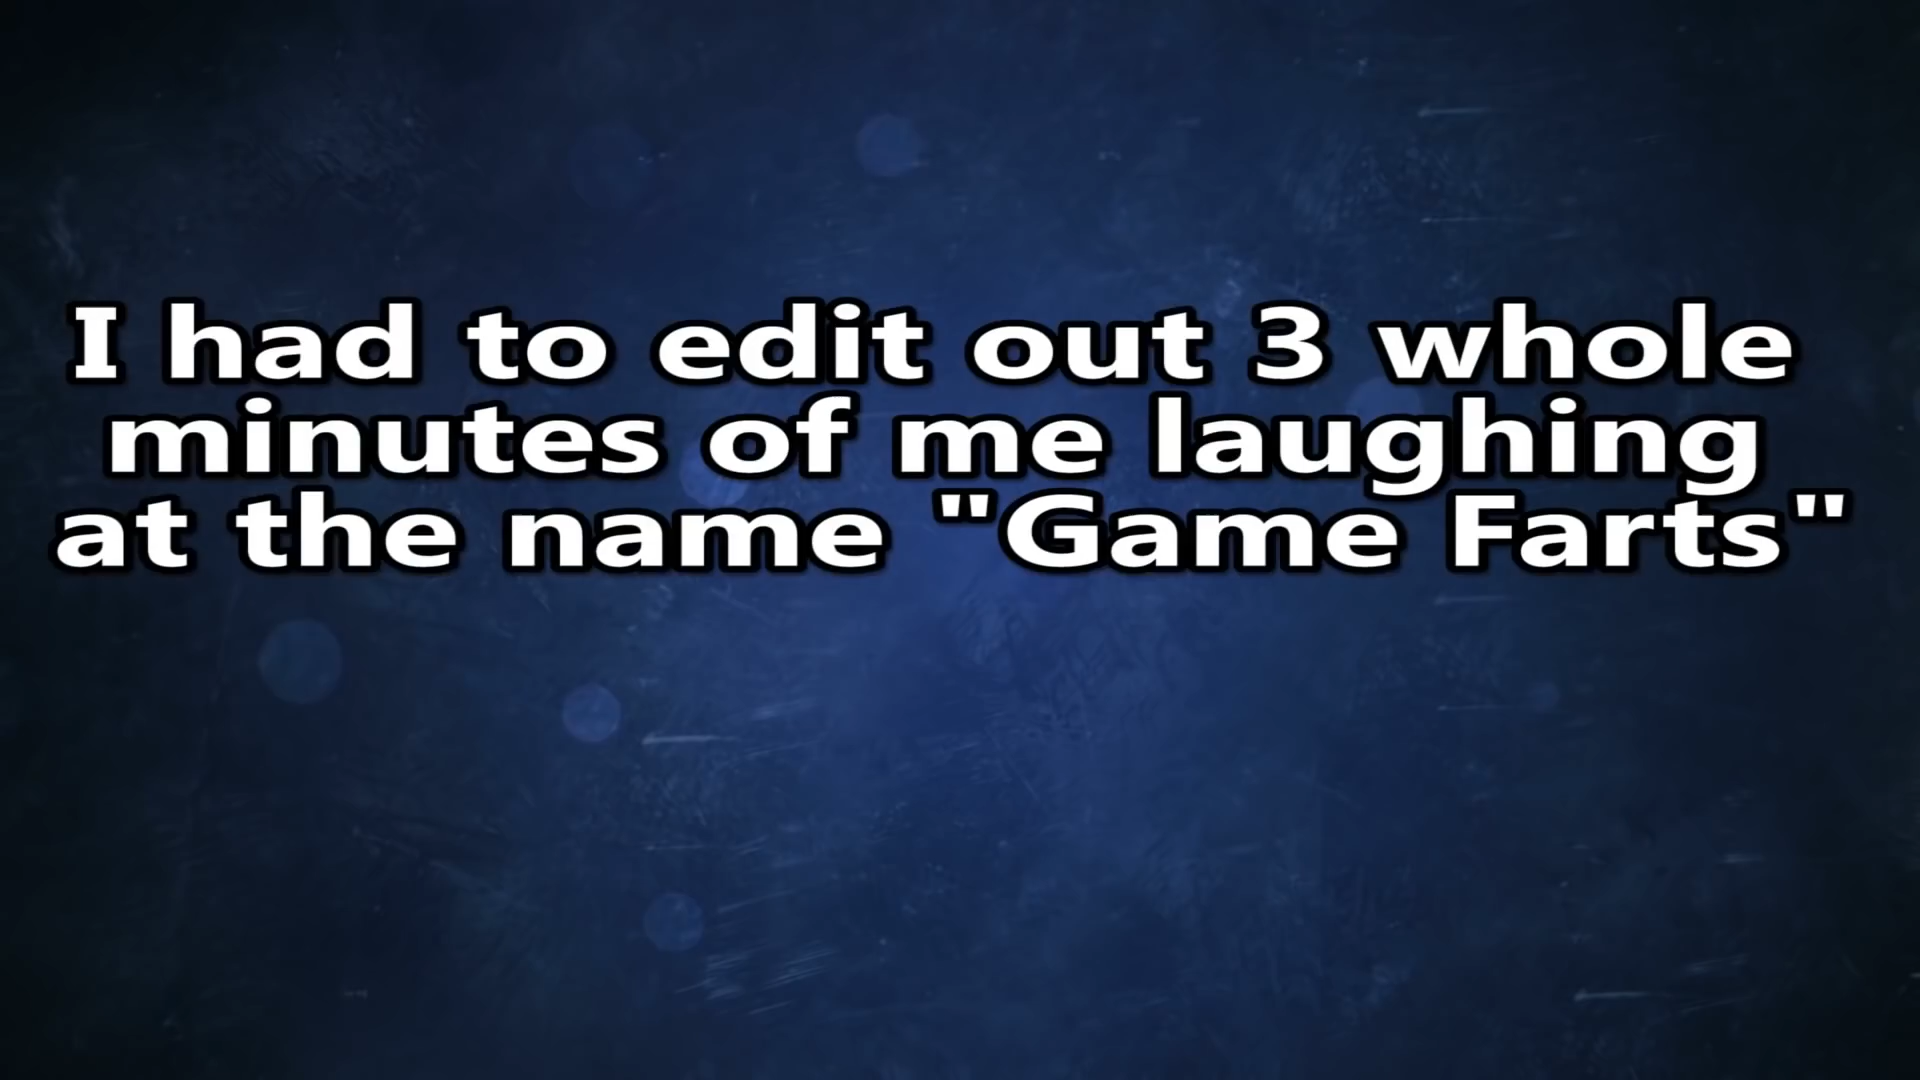 I had to edit out 3 whole
minutes of me laughing
at the name "Game Farts"